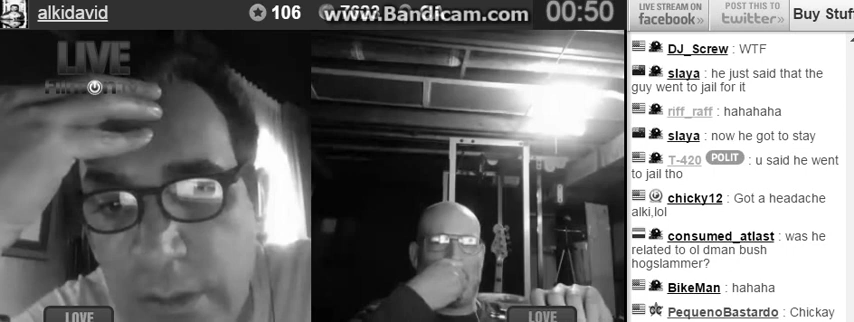 alkidavid
106
www.Bandicam.com
00:50
LIVE STREAM ON
facebook»
POST THIS TO
twitter»
Buy Stuff
LIVE
DJ_Screw : WTF
slaya : he just said that the
guy went to jail for it
riff_raff : hahahaha
slaya : now he got to stay
T-420 POLIT : u said he went
to jail tho
chicky12 : Got a headache
alki,lol
consumed_atlast : was he
related to ol dman bush
hogslammer?
BikeMan : hahaha
PequenoBastardo : Chickay
LOVE
LOVE